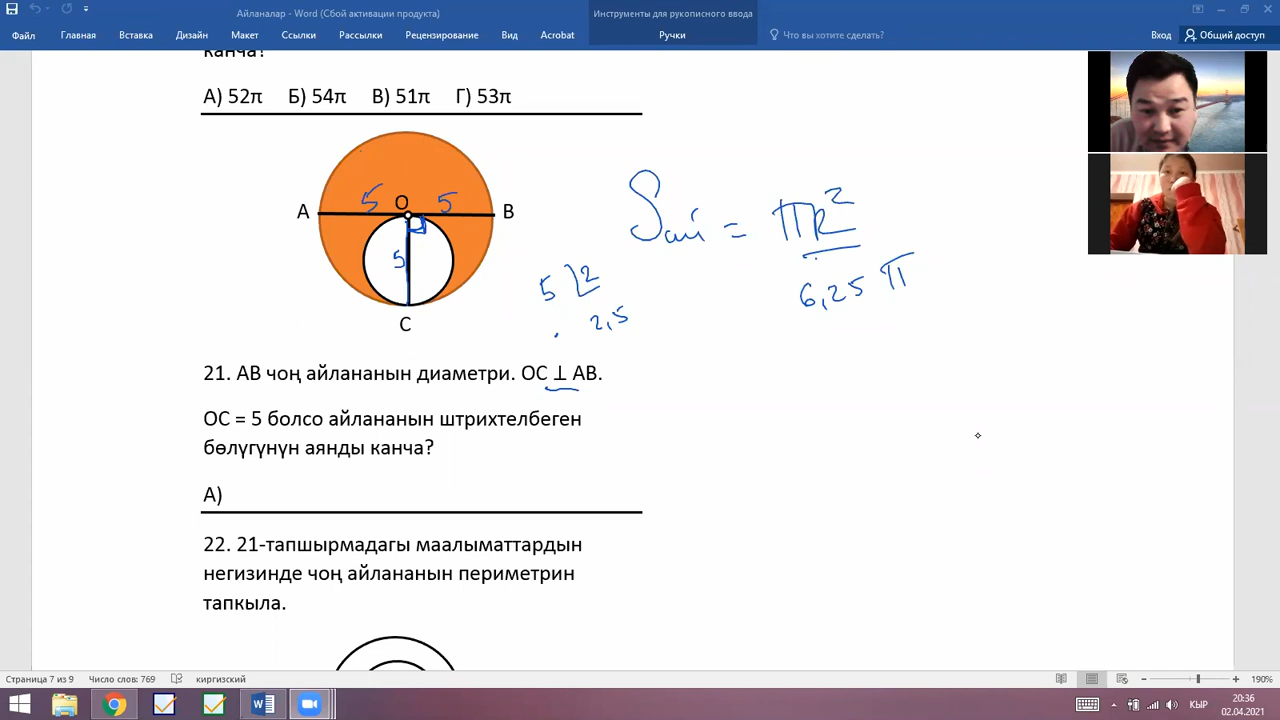 Айланалар - Word (Сбой активации продукта)
Инструменты для рукописного ввода
Файл Главная Вставка Дизайн Макет Ссылки Рассылки Рецензирование Вид Acrobat Ручки Что вы хотите сделать? Вход Общий доступ
канча?
А) 52π Б) 54π В) 51π Г) 53π
5 O 5
A B
5
C
Sай = πR²
6,25 π
5 2
2,5
21. АВ чоң айлананын диаметри. ОС ⊥ АВ.
ОС = 5 болсо айлананын штрихтелбеген
бөлүгүнүн аянды канча?
А)
22. 21-тапшырмадагы маалыматтардын
негизинде чоң айлананын периметрин
тапкыла.
Страница 7 из 9 Число слов: 769 киргизский 190%
КЫР 20:36
02.04.2021